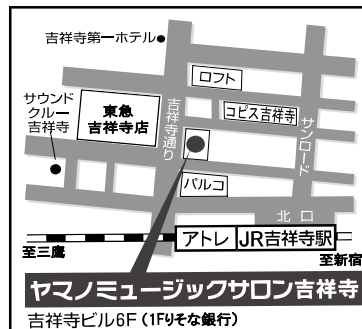 吉祥寺第一ホテル
ロフト
サウンド
クルー
吉祥寺
東急
吉祥寺店
吉祥寺通り
コピス吉祥寺
サンロード
パルコ
北口
アトレ
JR吉祥寺駅
至三鷹
至新宿
ヤマノミュージックサロン吉祥寺
吉祥寺ビル6F (1Fりそな銀行)